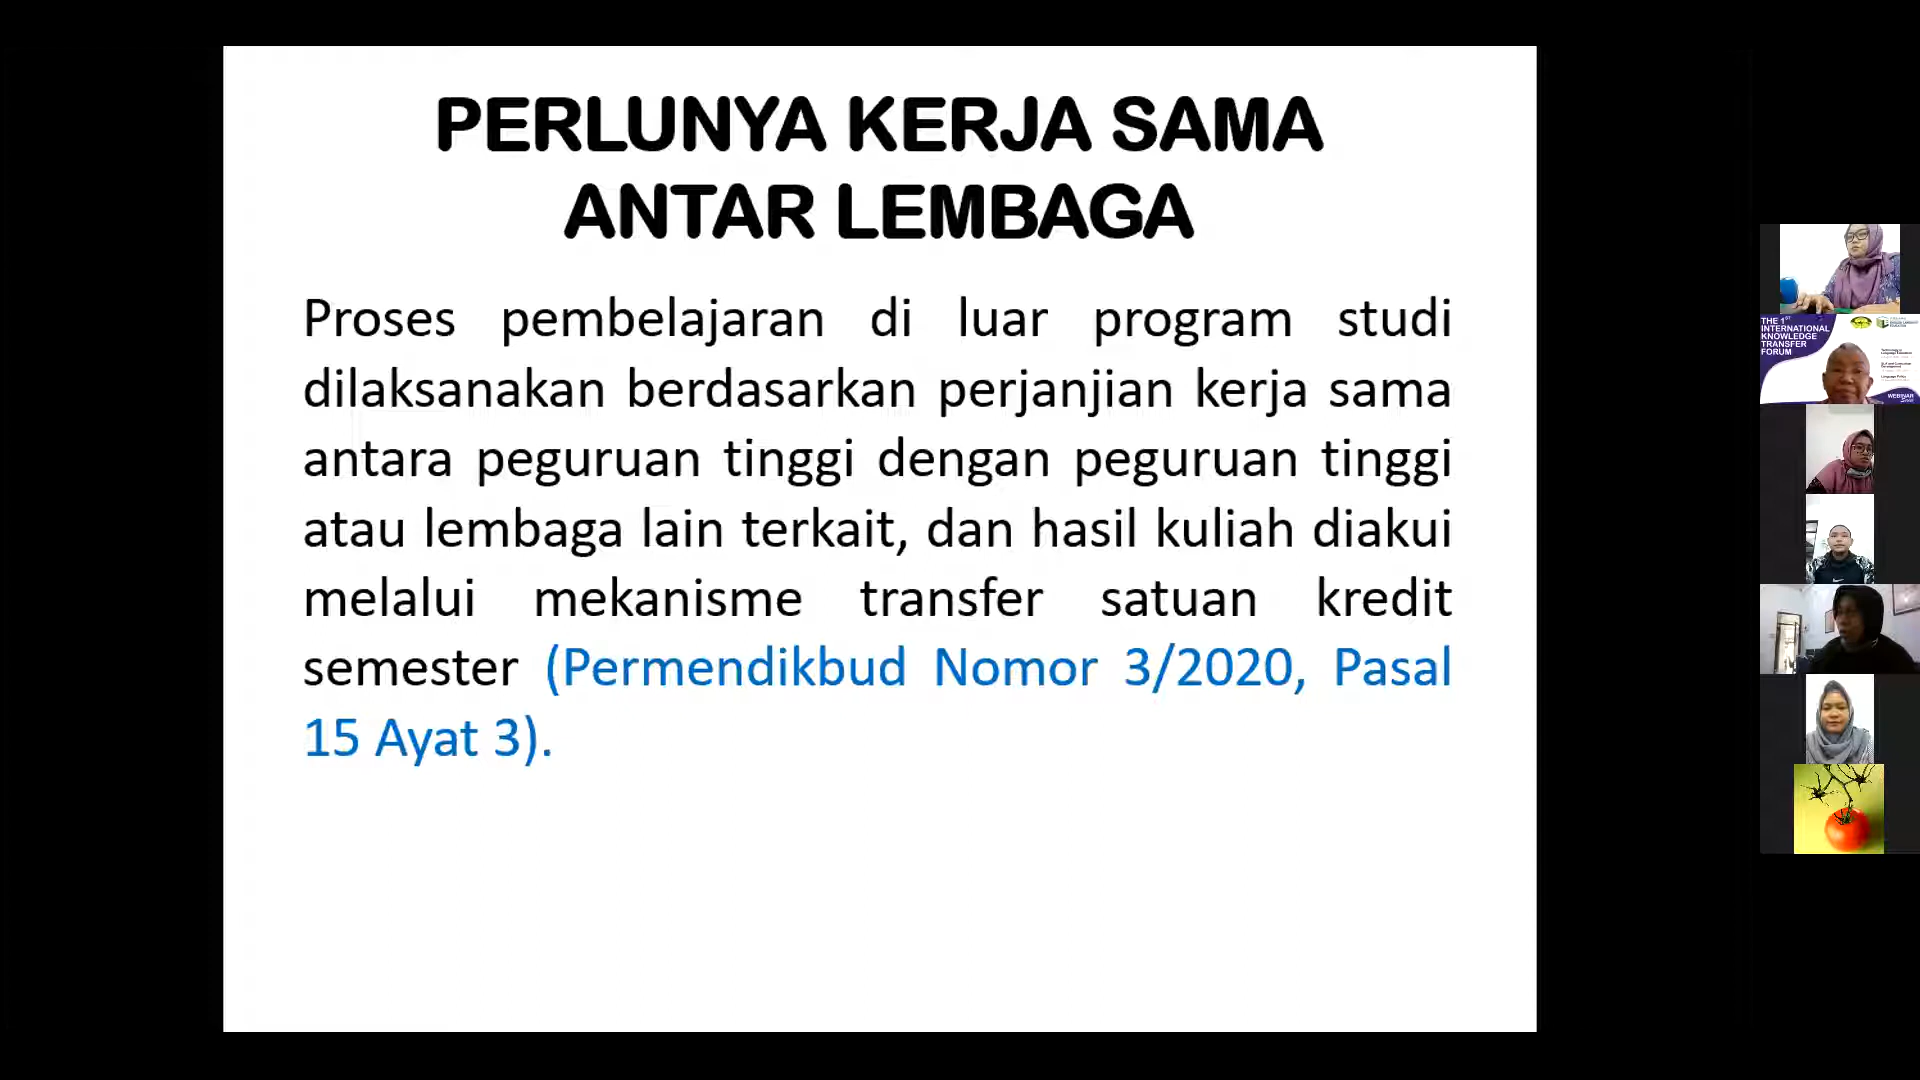 PERLUNYA KERJA SAMA
ANTAR LEMBAGA
Proses pembelajaran di luar program studi
dilaksanakan berdasarkan perjanjian kerja sama
antara peguruan tinggi dengan peguruan tinggi
atau lembaga lain terkait, dan hasil kuliah diakui
melalui mekanisme transfer satuan kredit
semester (Permendikbud Nomor 3/2020, Pasal
15 Ayat 3).
THE 1ST
INTERNATIONAL
KNOWLEDGE
TRANSFER
FORUM
WEBINAR